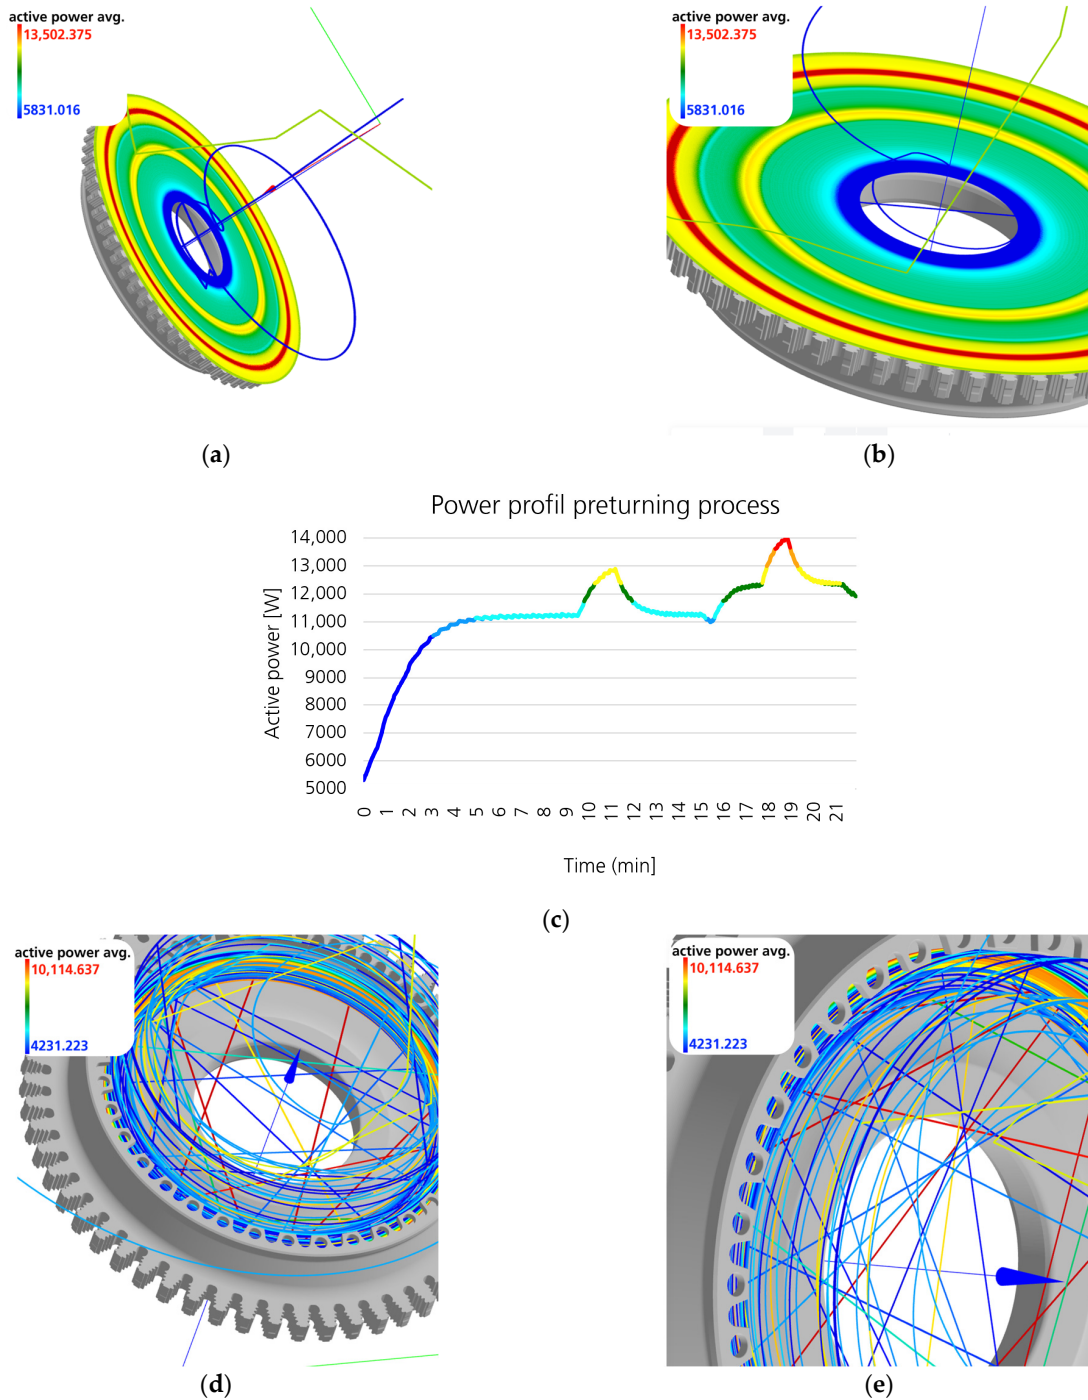 active power avg.
13,502.375
5831.016
active power avg.
13,502.375
5831.016
(a)
(b)
Power profil preturning process
Active power [W]
14,000
13,000
12,000
11,000
10,000
9000
8000
7000
6000
5000
0 1 2 3 4 5 6 7 8 9 10 11 12 13 14 15 16 17 18 19 20 21
Time (min]
(c)
active power avg.
10,114.637
4231.223
active power avg.
10,114.637
4231.223
(d)
(e)